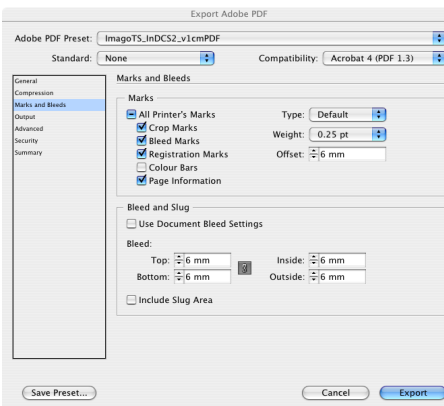 Export Adobe PDF
Adobe PDF Preset: ImagoTS_InDCS2_v1cmPDF
Standard: None Compatibility: Acrobat 4 (PDF 1.3)
General
Compression
Marks and Bleeds
Output
Advanced
Security
Summary
Marks and Bleeds
Marks
All Printer's Marks Type: Default
Crop Marks
Bleed Marks Weight: 0.25 pt
Registration Marks Offset: 6 mm
Colour Bars
Page Information
Bleed and Slug
Use Document Bleed Settings
Bleed:
Top: 6 mm Inside: 6 mm
Bottom: 6 mm Outside: 6 mm
Include Slug Area
Save Preset... Cancel Export